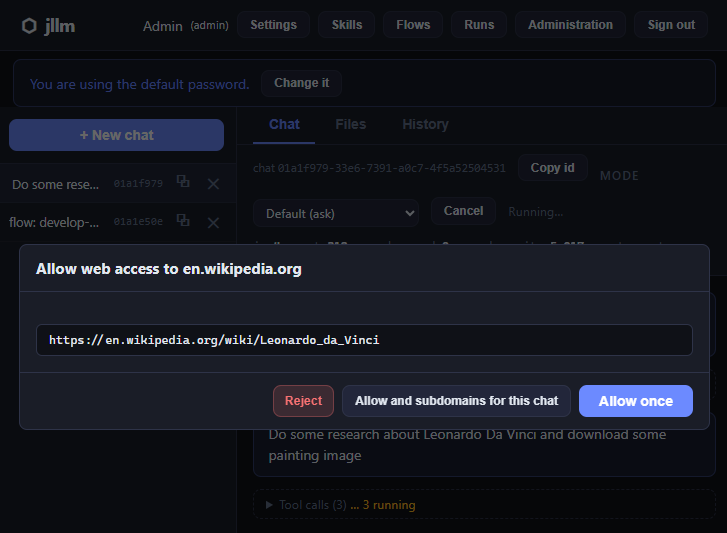 jllm
Admin (admin) Settings Skills Flows Runs Administration Sign out
You are using the default password. Change it
+ New chat
Chat Files History
Do some rese... 01a1f979
chat 01a1f979-33e6-7391-a0c7-4f5a52504531 Copy id MODE
flow: develop-... 01a1e50e
Default (ask) Cancel Running...
Allow web access to en.wikipedia.org
https://en.wikipedia.org/wiki/Leonardo_da_Vinci
Reject Allow and subdomains for this chat Allow once
Do some research about Leonardo Da Vinci and download some
painting image
Tool calls (3) ... 3 running